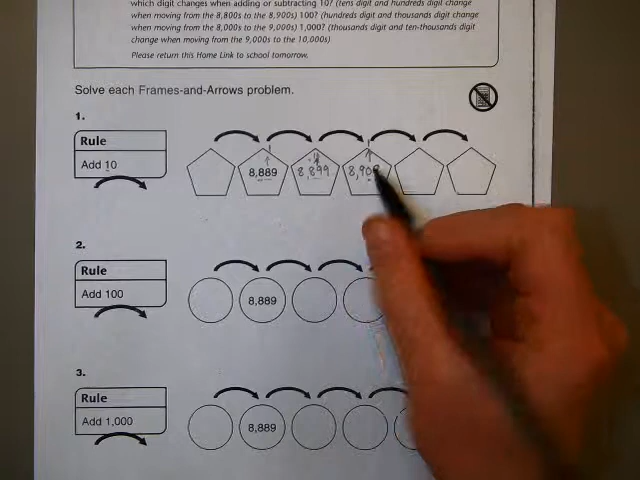 which digit changes when adding or subtracting 10? (tens digit and hundreds digit change
when moving from the 8,800s to the 8,900s) 100? (hundreds digit and thousands digit change
when moving from the 8,000s to the 9,000s) 1,000? (thousands digit and ten-thousands digit
change when moving from the 9,000s to the 10,000s)
Please return this Home Link to school tomorrow.
Solve each Frames-and-Arrows problem.
1.
Rule
Add 10
8,889 8,899 8,909
2.
Rule
Add 100
8,889
3.
Rule
Add 1,000
8,889